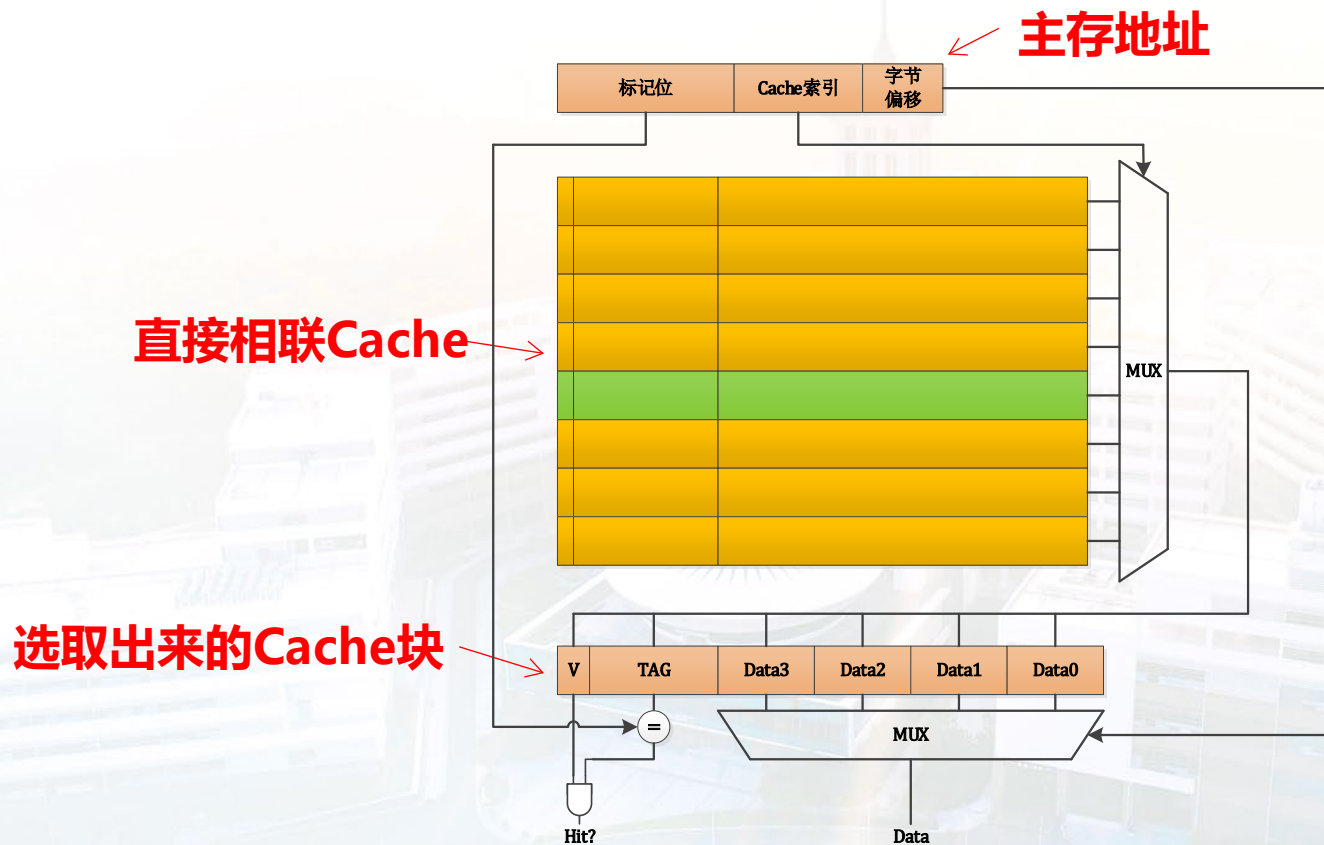 主存地址
标记位
Cache索引
字节
偏移
直接相联Cache
MUX
选取出来的Cache块
V
TAG
Data3
Data2
Data1
Data0
=
MUX
Hit?
Data